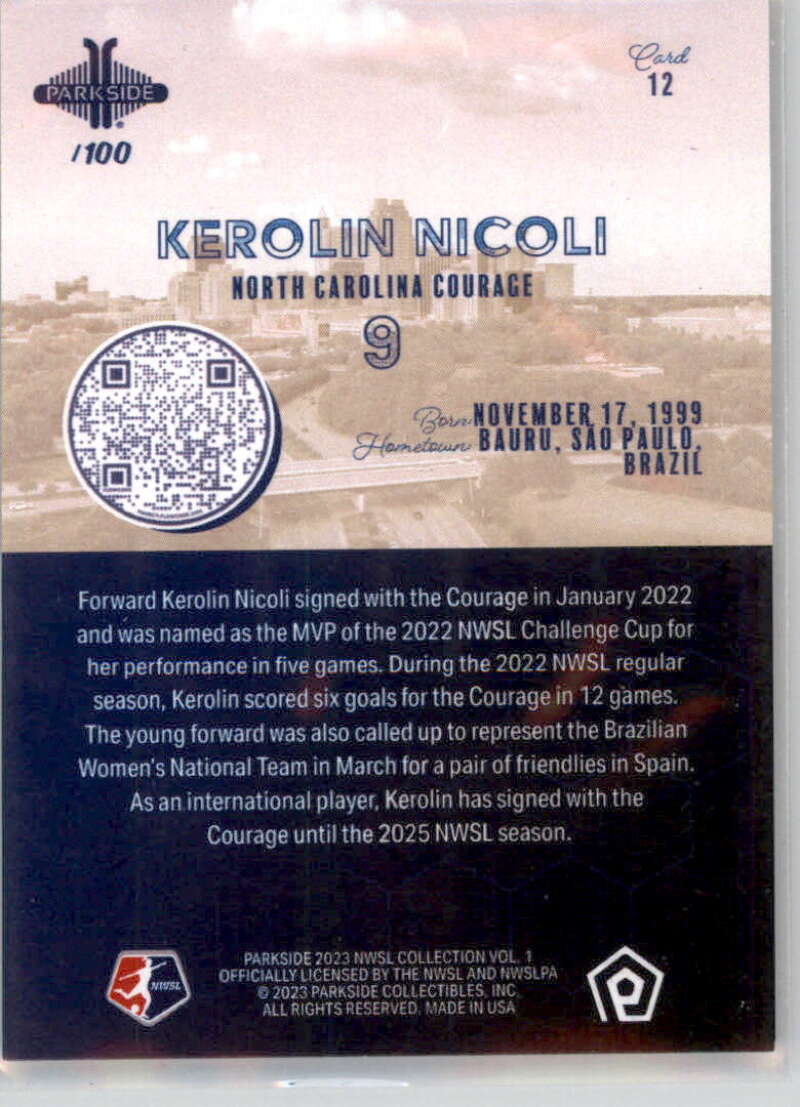 PARKSIDE
/100
Card
12
KEROLIN NICOLI
NORTH CAROLINA COURAGE
9
Born NOVEMBER 17, 1999
Hometown BAURU, SÃO PAULO,
BRAZIL
Forward Kerolin Nicoli signed with the Courage in January 2022
and was named as the MVP of the 2022 NWSL Challenge Cup for
her performance in five games. During the 2022 NWSL regular
season, Kerolin scored six goals for the Courage in 12 games.
The young forward was also called up to represent the Brazilian
Women's National Team in March for a pair of friendlies in Spain.
As an international player, Kerolin has signed with the
Courage until the 2025 NWSL season.
NWSL
PARKSIDE 2023 NWSL COLLECTION VOL. 1
OFFICIALLY LICENSED BY THE NWSL AND NWSLPA
© 2023 PARKSIDE COLLECTIBLES, INC.
ALL RIGHTS RESERVED. MADE IN USA